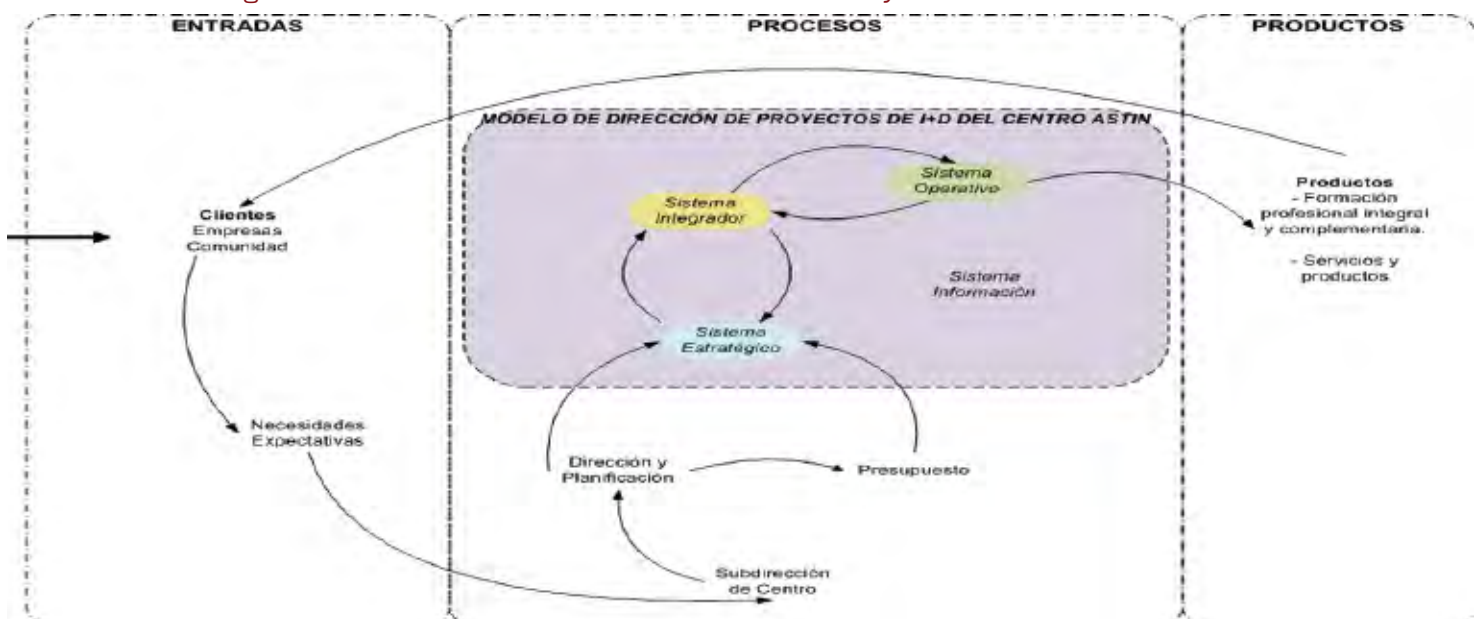 ENTRADAS
PROCESOS
PRODUCTOS
MODELO DE DIRECCIÓN DE PROYECTOS DE I+D DEL CENTRO ASTIN
Sistema
Operativo
Sistema
Integrador
Sistema
Información
Sistema
Estratégico
Clientes
Empresas
Comunidad
Necesidades
Expectativas
Dirección y
Planificación
Presupuesto
Subdirección
de Centro
Productos
- Formación
profesional integral
y complementaria.
- Servicios y
productos